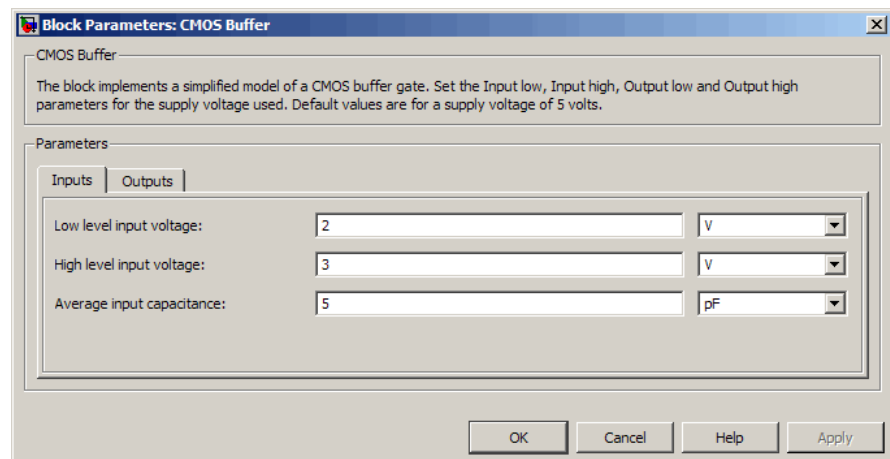 Block Parameters: CMOS Buffer
CMOS Buffer
The block implements a simplified model of a CMOS buffer gate. Set the Input low, Input high, Output low and Output high
parameters for the supply voltage used. Default values are for a supply voltage of 5 volts.
Parameters
Inputs Outputs
Low level input voltage: 2 V
High level input voltage: 3 V
Average input capacitance: 5 pF
OK Cancel Help Apply